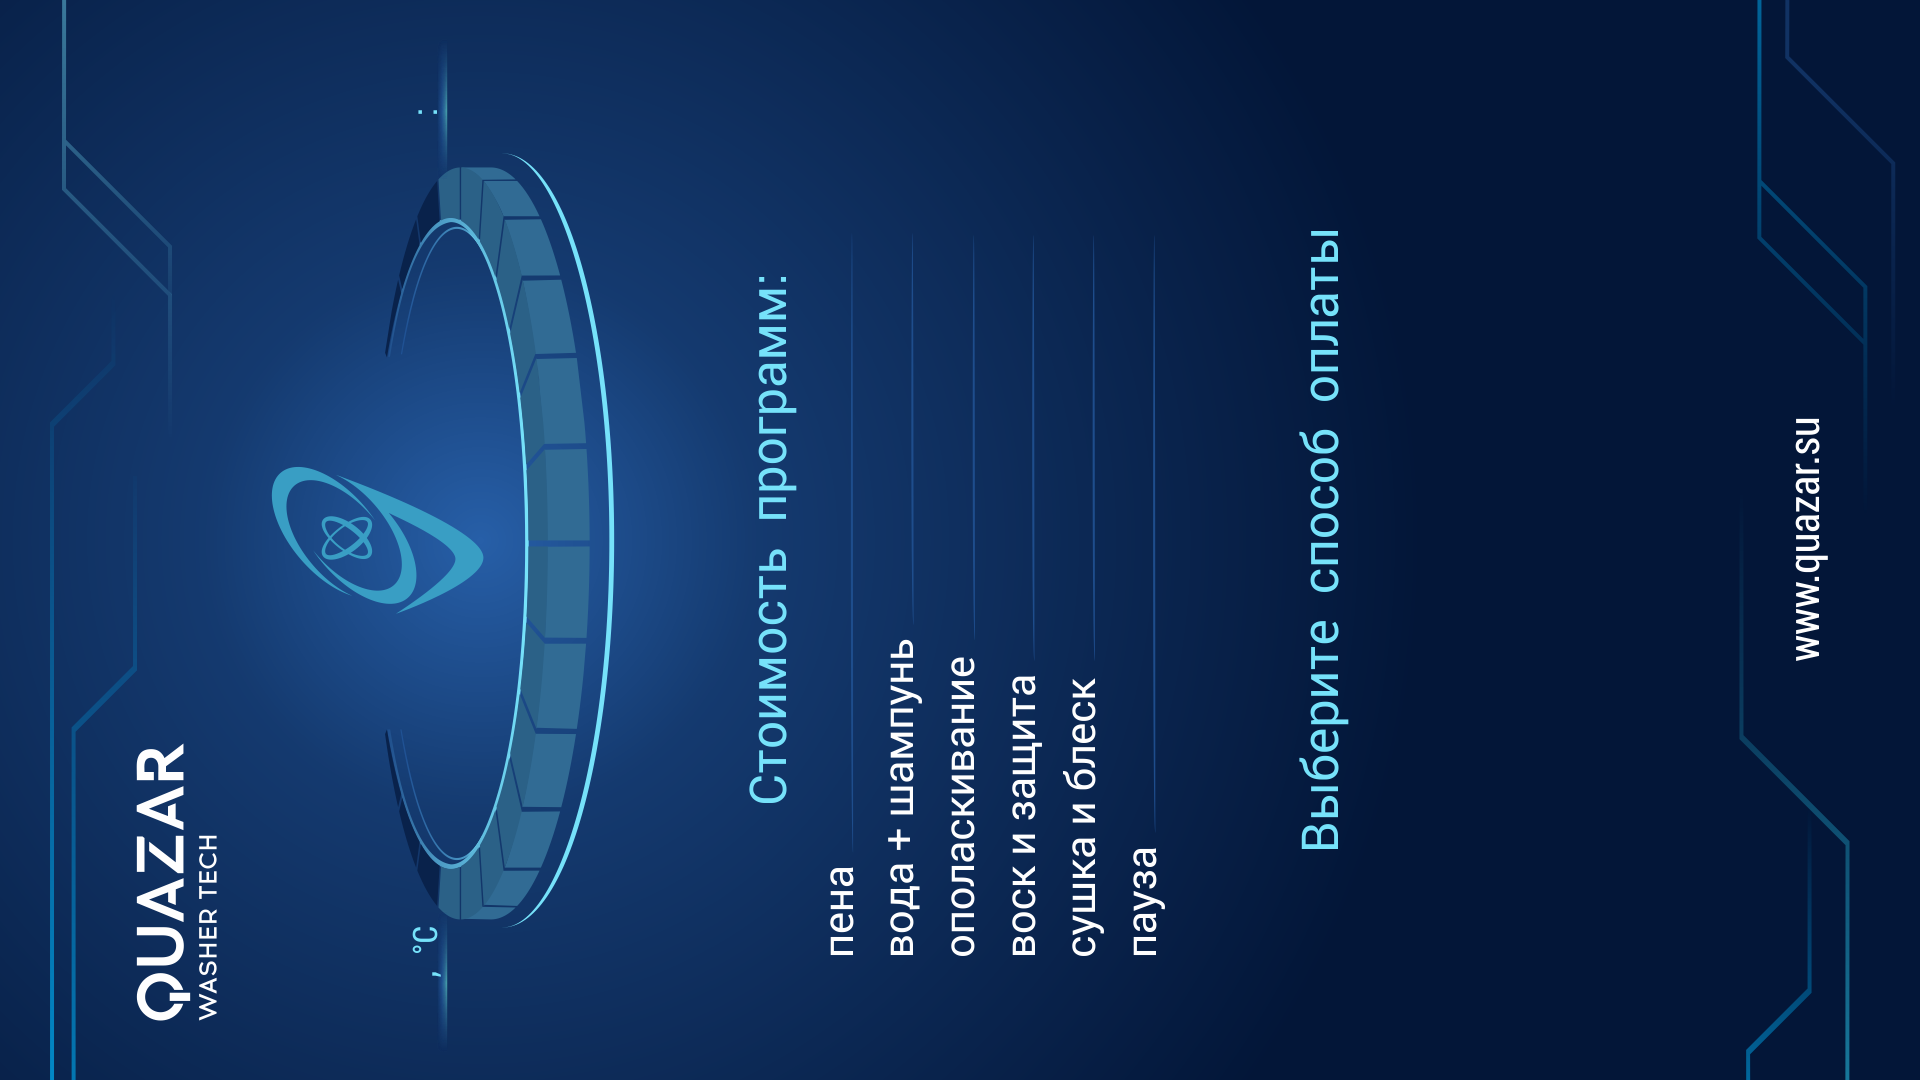 QUAZAR
WASHER TECH
, °C
:
Стоимость программ:
пена
вода + шампунь
ополаскивание
воск и защита
сушка и блеск
пауза
Выберите способ оплаты
www.quazar.su